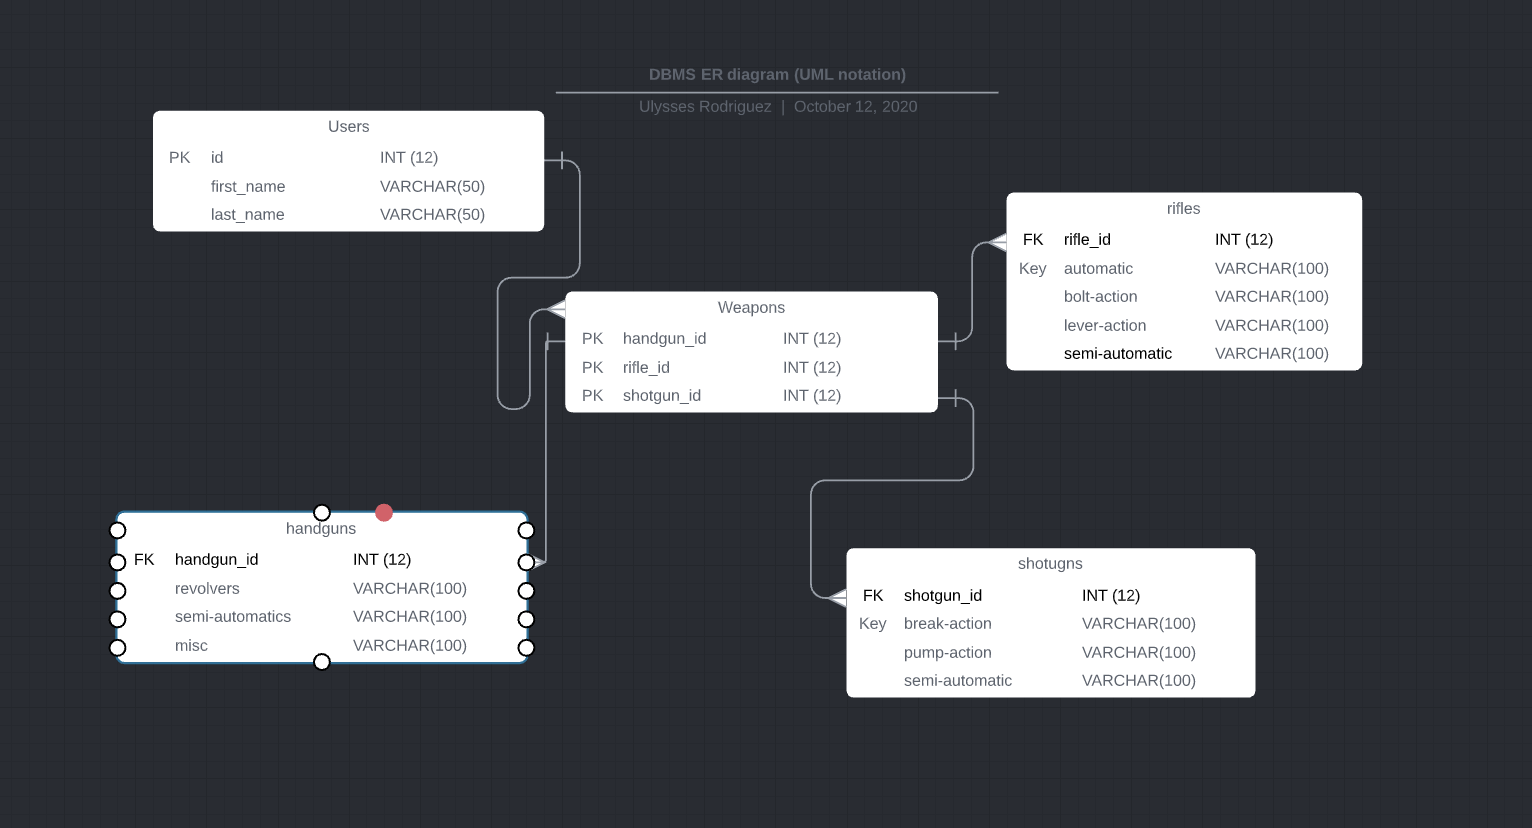 DBMS ER diagram (UML notation)
Ulysses Rodriguez | October 12, 2020
Users
PK id INT (12)
first_name VARCHAR(50)
last_name VARCHAR(50)
rifles
FK rifle_id INT (12)
Key automatic VARCHAR(100)
bolt-action VARCHAR(100)
lever-action VARCHAR(100)
semi-automatic VARCHAR(100)
Weapons
PK handgun_id INT (12)
PK rifle_id INT (12)
PK shotgun_id INT (12)
handguns
FK handgun_id INT (12)
revolvers VARCHAR(100)
semi-automatics VARCHAR(100)
misc VARCHAR(100)
shotugns
FK shotgun_id INT (12)
Key break-action VARCHAR(100)
pump-action VARCHAR(100)
semi-automatic VARCHAR(100)